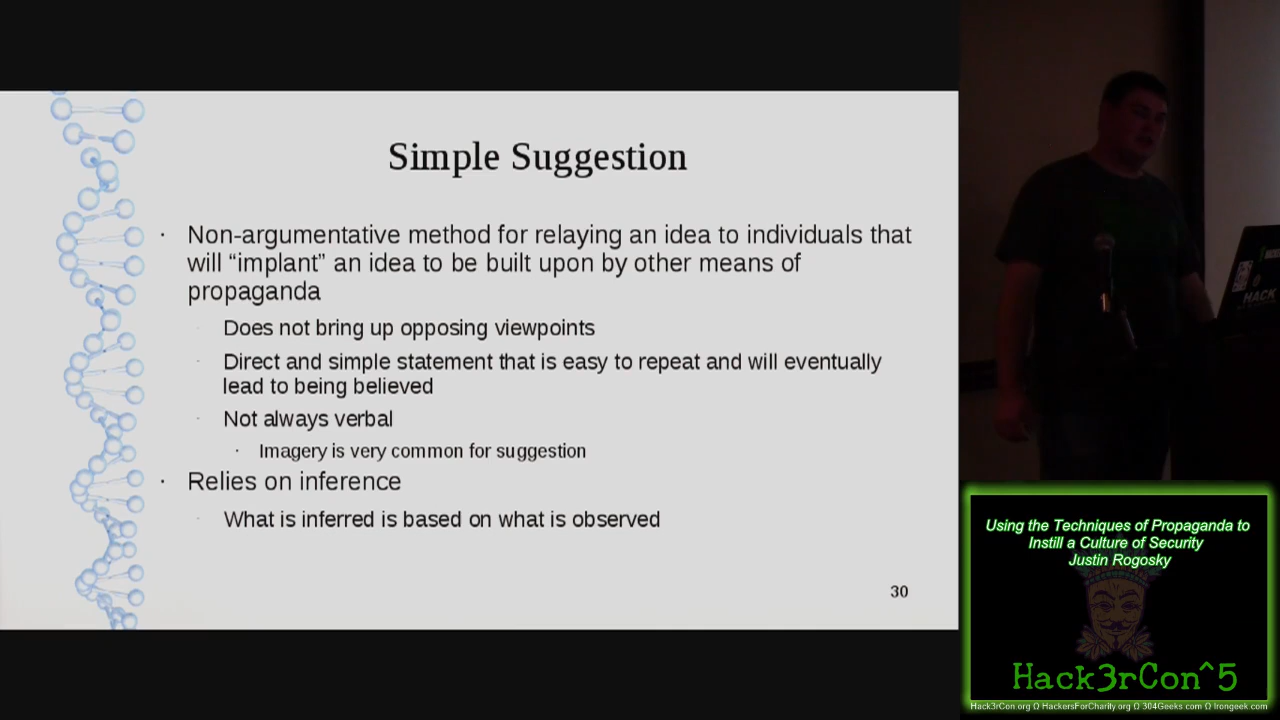 Simple Suggestion
· Non-argumentative method for relaying an idea to individuals that
will “implant” an idea to be built upon by other means of
propaganda
Does not bring up opposing viewpoints
Direct and simple statement that is easy to repeat and will eventually
lead to being believed
Not always verbal
· Imagery is very common for suggestion
· Relies on inference
What is inferred is based on what is observed
30
HACK
Using the Techniques of Propaganda to
Instill a Culture of Security
Justin Rogosky
Hack3rCon^5
Hack3rCon.org Ω HackersForCharity.org Ω 304Geeks.com Ω Irongeek.com